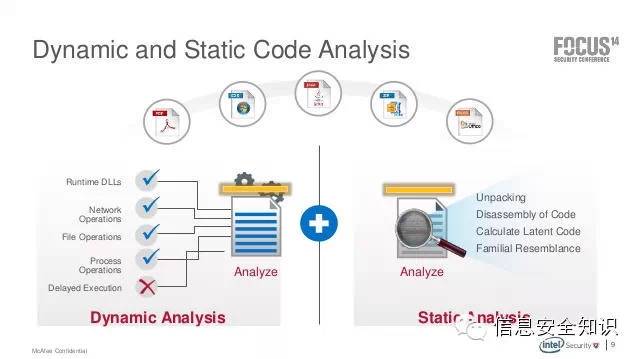 Dynamic and Static Code Analysis
FOCUS 14
SECURITY CONFERENCE
PDF
EXE
Java
ZIP
Office
Runtime DLLs
Network
Operations
File Operations
Process
Operations
Delayed Execution
Analyze
Dynamic Analysis
Unpacking
Disassembly of Code
Calculate Latent Code
Familial Resemblance
Analyze
Static Analysis
信息安全知识
McAfee Confidential
intel Security
9